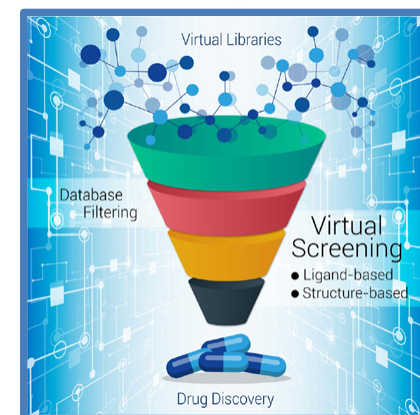 Virtual Libraries
Database
Filtering
Virtual
Screening
● Ligand-based
● Structure-based
Drug Discovery